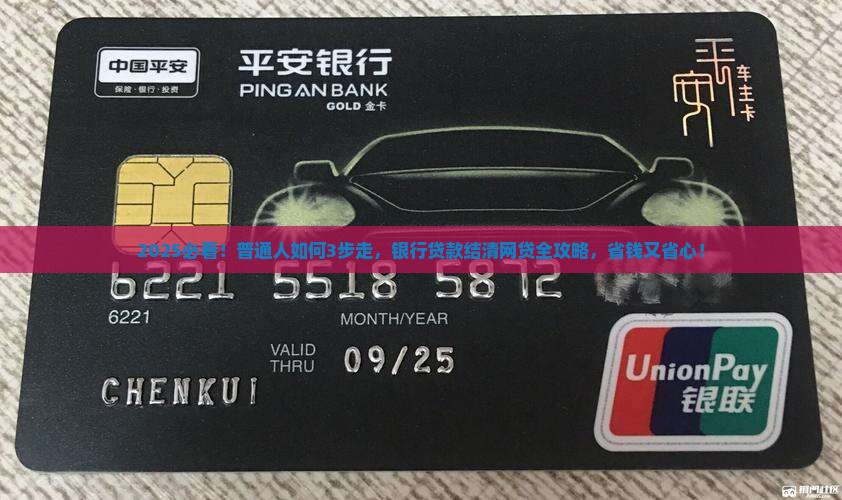 中国平安
保险·银行·投资
平安银行
PING AN BANK
GOLD 金卡
平安
车主卡
2025必看！普通人如何3步走，银行贷款结清网贷全攻略，省钱又省心！
6221 5518 5872
6221
MONTH/YEAR
VALID THRU 09/25
CHENKUI
UnionPay
银联